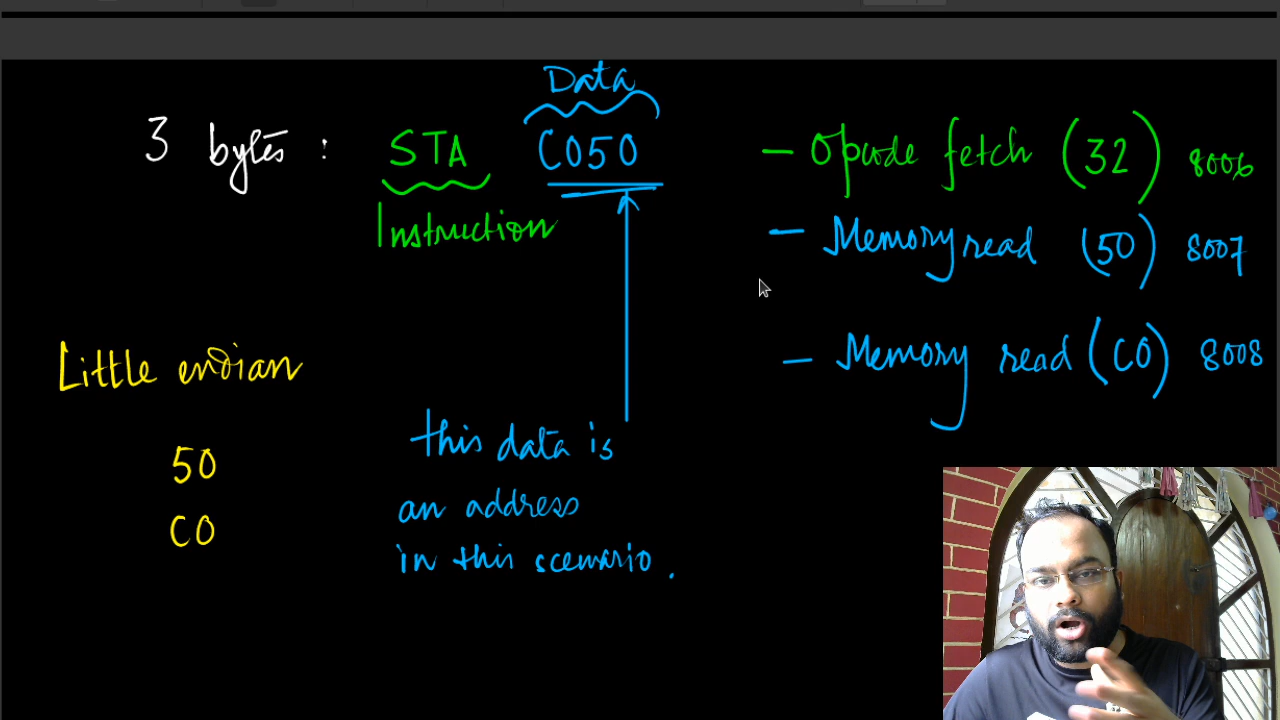 Data
3 bytes : STA C050
Instruction
- Opcode fetch (32) 8006
- Memory read (50) 8007
- Memory read (C0) 8008
Little endian
50
C0
this data is
an address
in this scenario.